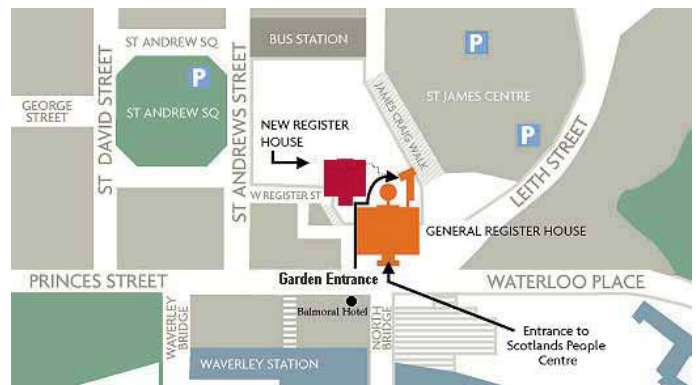 ST ANDREW SQ
BUS STATION
P
P
GEORGE
STREET
ST ANDREW SQ
ST DAVID STREET
ST ANDREWS STREET
JAMES CRAIG WALK
ST JAMES CENTRE
P
NEW REGISTER
HOUSE
LEITH STREET
W REGISTER ST
GENERAL REGISTER HOUSE
PRINCES STREET
Garden Entrance
WATERLOO PLACE
Balmoral Hotel
WAVERLEY
BRIDGE
NORTH
BRIDGE
Entrance to
Scotlands People
Centre
WAVERLEY STATION